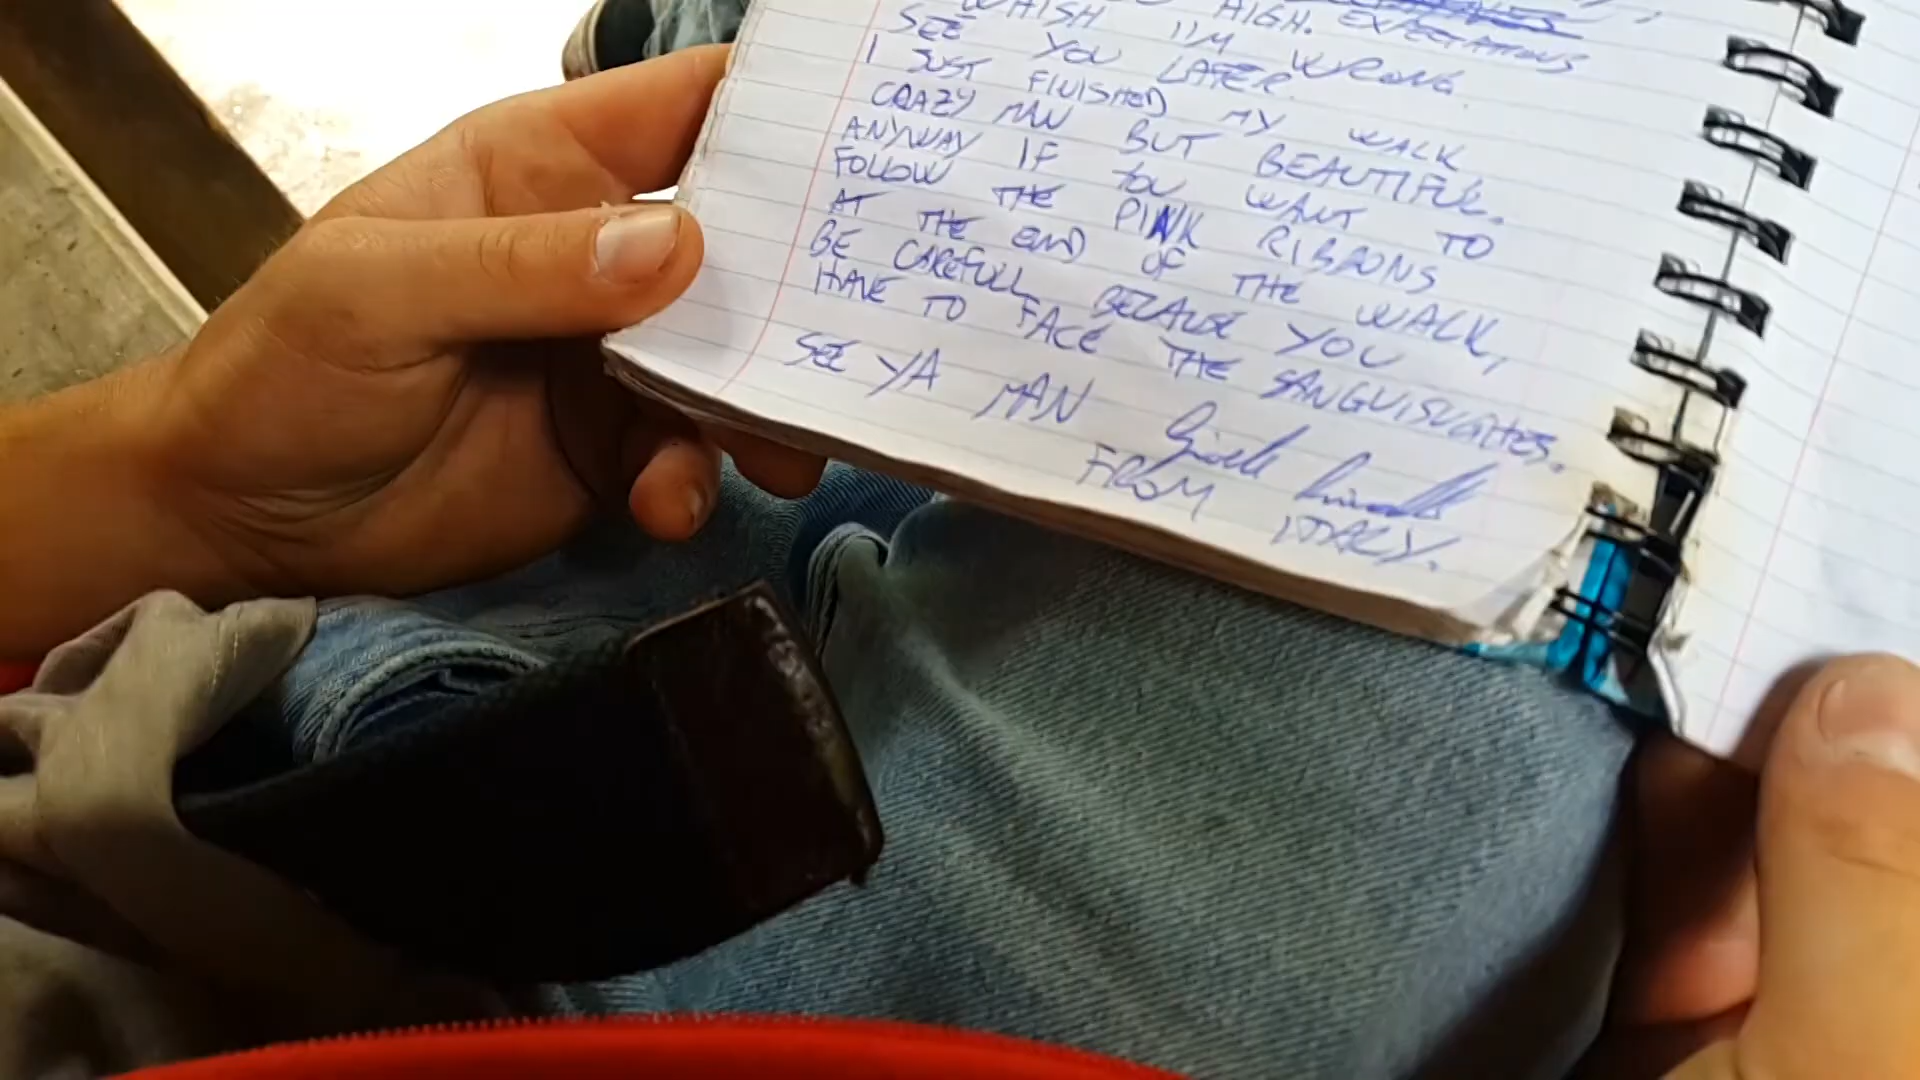 HIGH. EXPECTATIONS
WHISH I'M WRONG.
SEE YOU LATER.
I JUST FINISHED MY WALK
CRAZY MAN BUT BEAUTIFUL.
ANYWAY IF YOU WANT TO
FOLLOW THE PINK RIBBONS
AT THE END OF THE WALK,
BE CAREFULL BECAUSE YOU
HAVE TO FACE THE SANGUISUGHES.
SEE YA MAN
FROM ITALY.